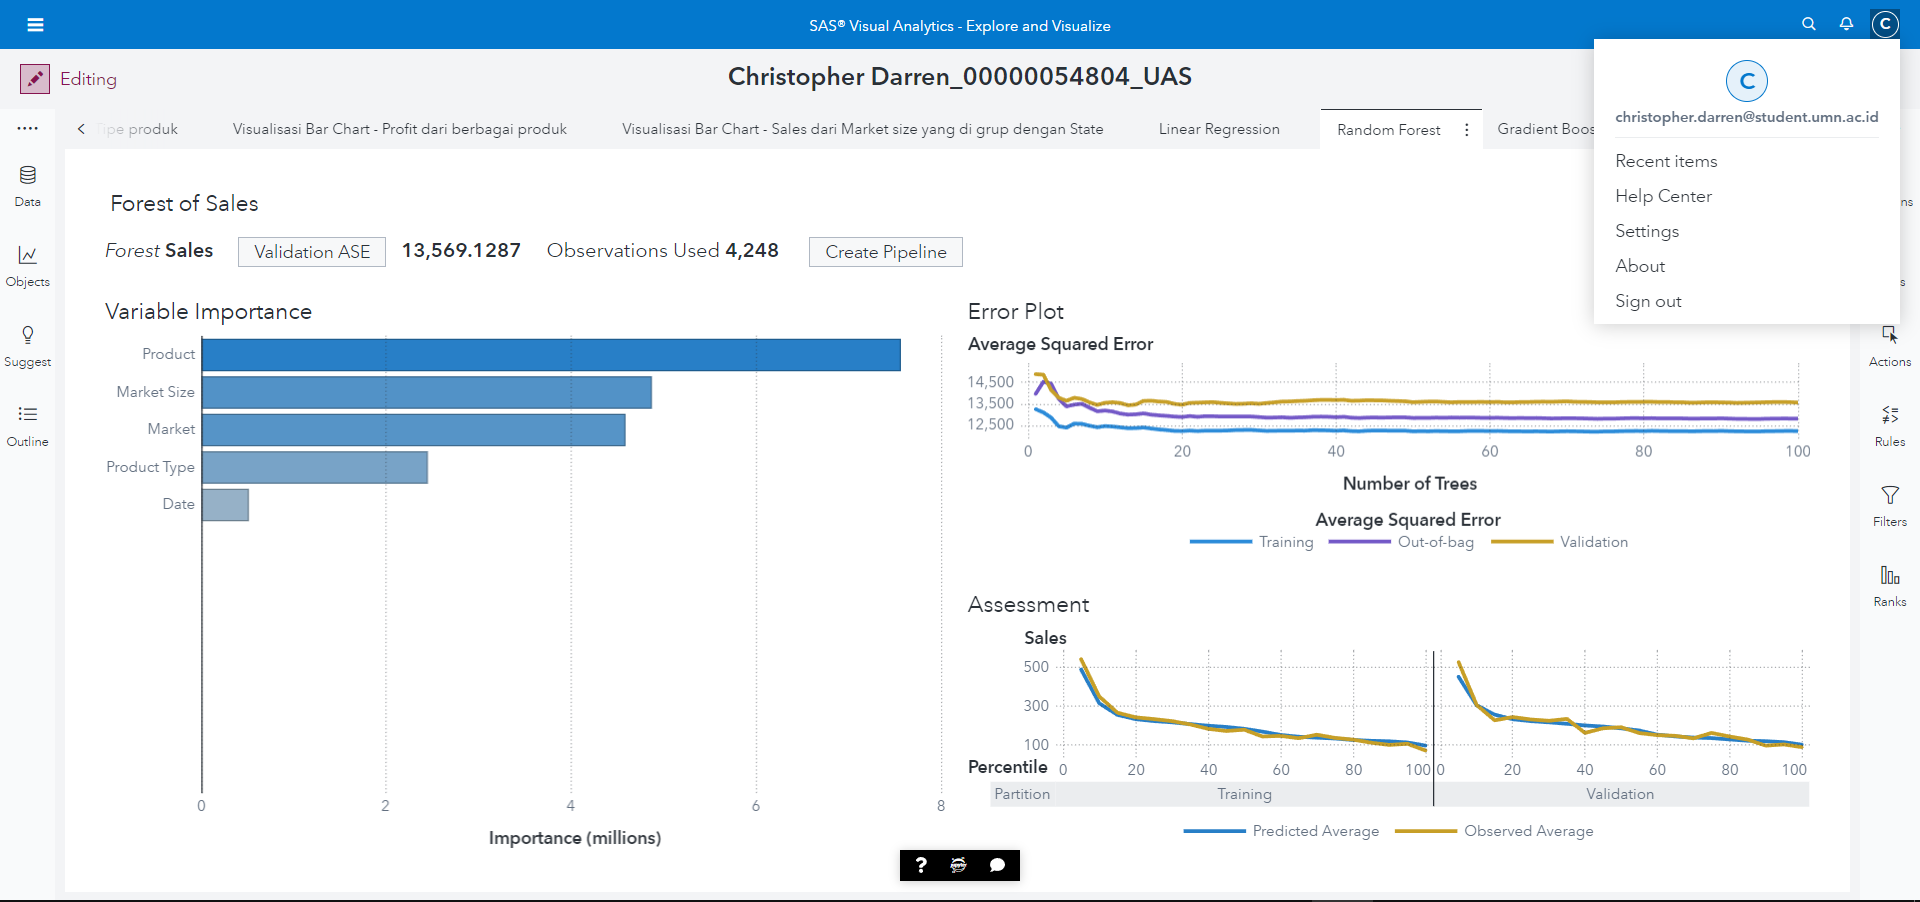 SAS® Visual Analytics - Explore and Visualize
C
Editing
Christopher Darren_00000054804_UAS
C
christopher.darren@student.umn.ac.id
Recent items
Help Center
Settings
About
Sign out
Tipe produk
Visualisasi Bar Chart - Profit dari berbagai produk
Visualisasi Bar Chart - Sales dari Market size yang di grup dengan State
Linear Regression
Random Forest
Gradient Boos
Data
Objects
Suggest
Outline
Forest of Sales
Forest Sales Validation ASE 13,569.1287 Observations Used 4,248 Create Pipeline
Variable Importance
Product
Market Size
Market
Product Type
Date
0 2 4 6 8
Importance (millions)
Error Plot
Average Squared Error
14,500
13,500
12,500
0 20 40 60 80 100
Number of Trees
Average Squared Error
Training Out-of-bag Validation
Assessment
Sales
500
300
100
Percentile 0 20 40 60 80 100 0 20 40 60 80 100
Partition Training Validation
Predicted Average Observed Average
ns
s
Actions
Rules
Filters
Ranks
?